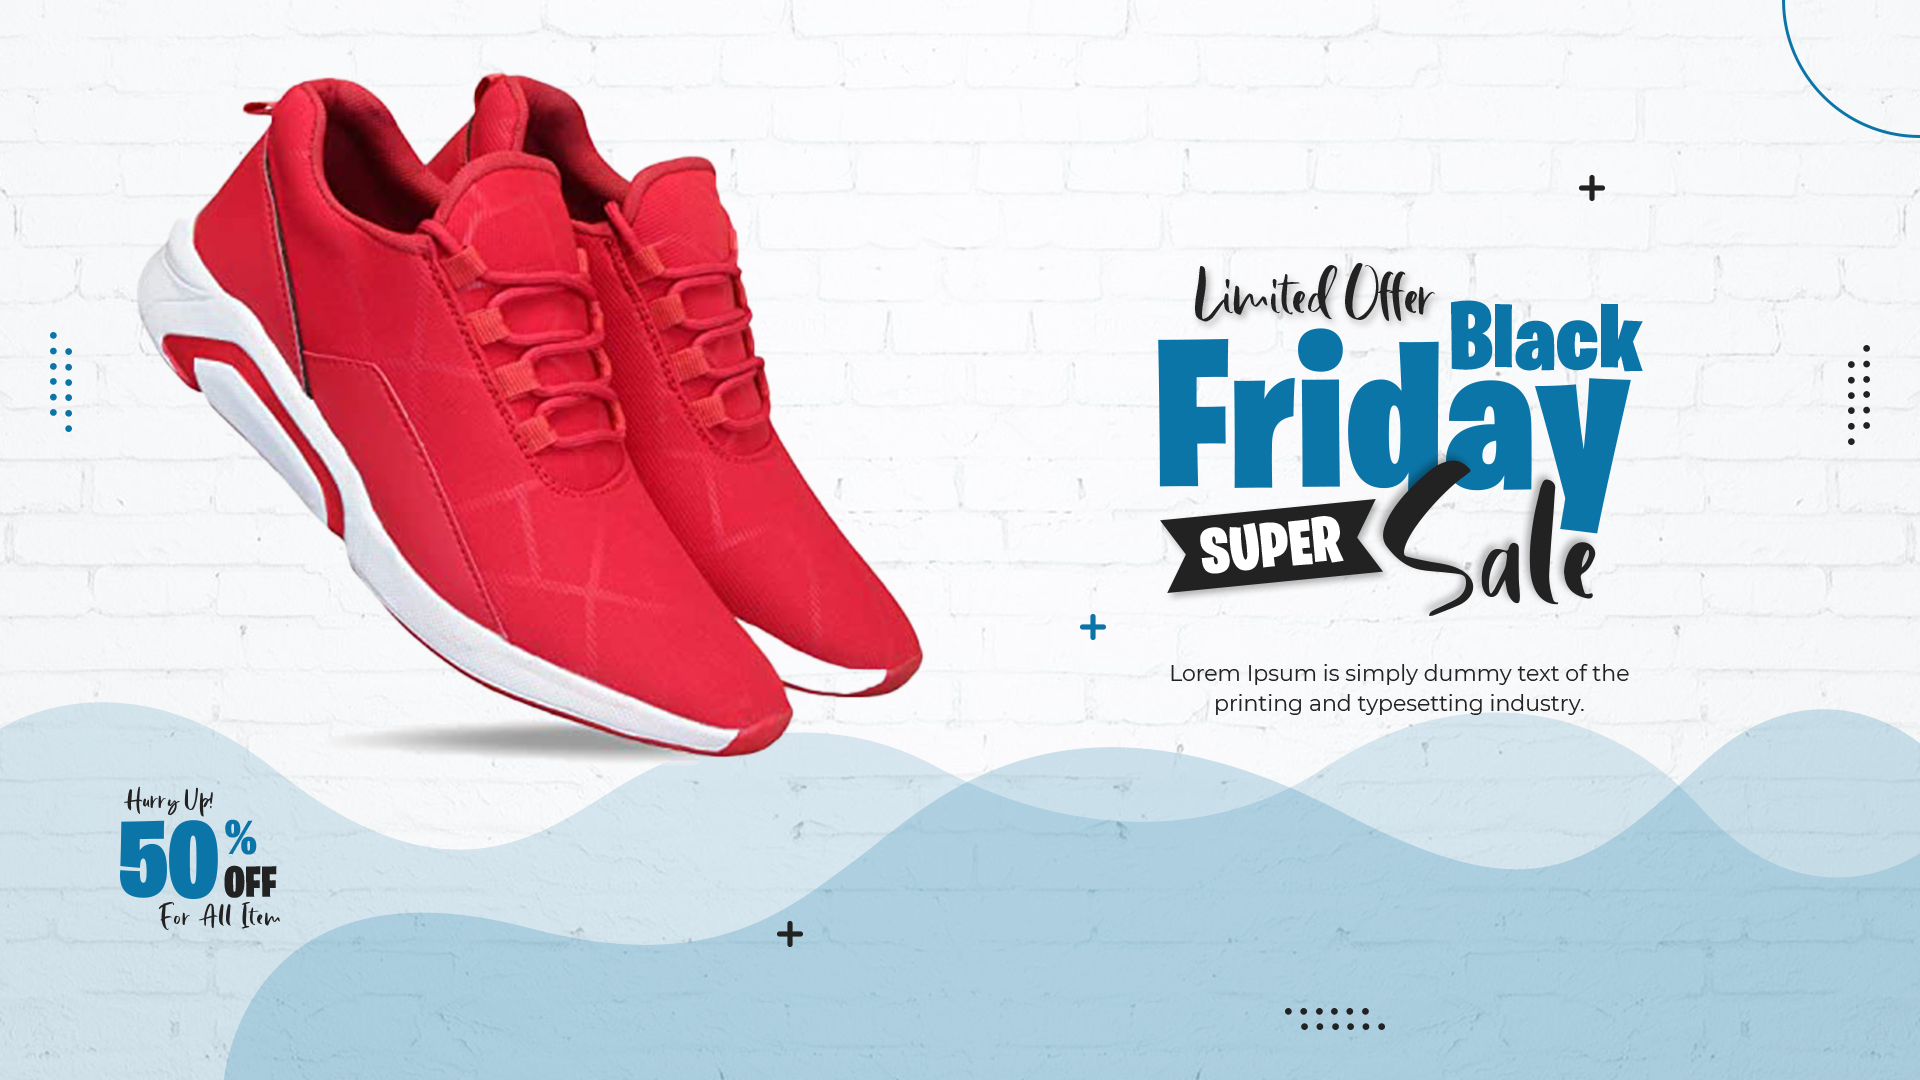 Limited Offer
Black
Friday
SUPER Sale
Lorem Ipsum is simply dummy text of the
printing and typesetting industry.
Hurry Up!
50%
OFF
For All Item